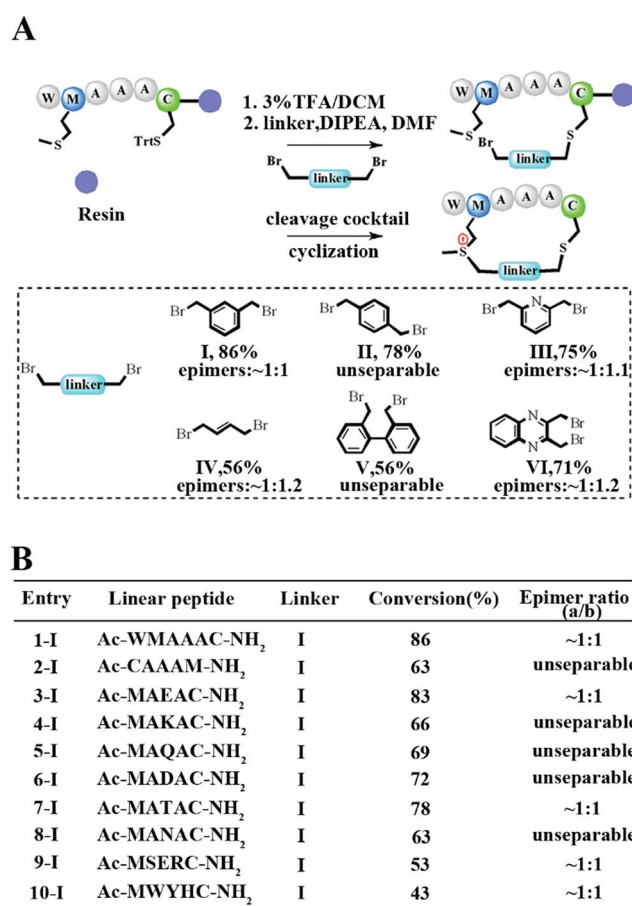 A
W M A A A C
S
TrtS
Resin
1. 3%TFA/DCM
2. linker,DIPEA, DMF
Br linker Br
cleavage cocktail
cyclization
W M A A A C
S
Br
S
linker
W M A A A C
+
S
S
linker
Br linker Br
Br Br
I, 86%
epimers:~1:1
Br
Br
II, 78%
unseparable
Br N Br
III,75%
epimers:~1:1.1
Br Br
IV,56%
epimers:~1:1.2
Br Br
V,56%
unseparable
N Br
N Br
VI,71%
epimers:~1:1.2
B
Entry Linear peptide Linker Conversion(%) Epimer ratio
(a/b)
1-I Ac-WMAAAC-NH2 I 86 ~1:1
2-I Ac-CAAAM-NH2 I 63 unseparable
3-I Ac-MAEAC-NH2 I 83 ~1:1
4-I Ac-MAKAC-NH2 I 66 unseparable
5-I Ac-MAQAC-NH2 I 69 unseparable
6-I Ac-MADAC-NH2 I 72 unseparable
7-I Ac-MATAC-NH2 I 78 ~1:1
8-I Ac-MANAC-NH2 I 63 unseparable
9-I Ac-MSERC-NH2 I 53 ~1:1
10-I Ac-MWYHC-NH2 I 43 ~1:1